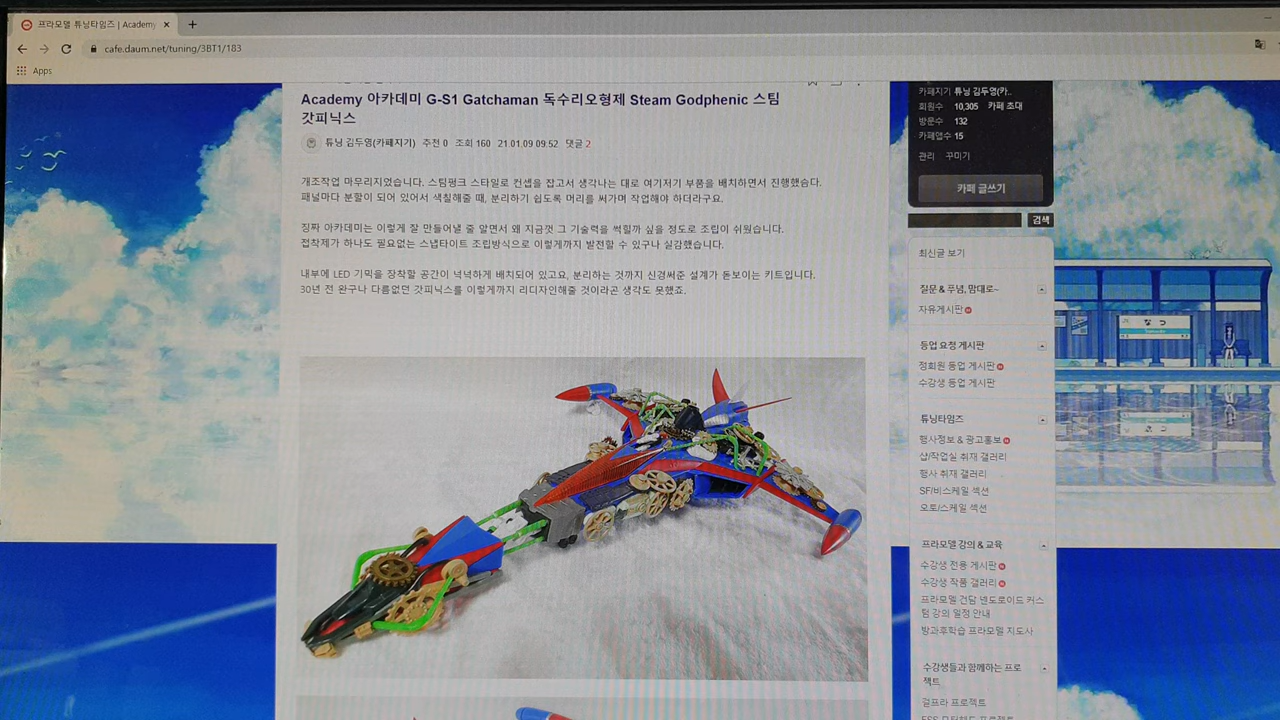 프라모델 튜닝타임즈 | Academy
cafe.daum.net/tuning/3BT1/183
Apps
Academy 아카데미 G-S1 Gatchaman 독수리오형제 Steam Godphenic 스팀
갓피닉스
튜닝 김두영(카페지기) 추천 0 조회 160 21.01.09 09:52 댓글 2
개조작업 마무리지었습니다. 스팀펑크 스타일로 컨셉을 잡고서 생각나는 대로 여기저기 부품을 배치하면서 진행했슴다.
패널마다 분할이 되어 있어서 색칠해줄 때, 분리하기 쉽도록 머리를 써가며 작업해야 하더라구요.
징짜 아카데미는 이렇게 잘 만들어낼 줄 알면서 왜 지금껏 그 기술력을 썩힐까 싶을 정도로 조립이 쉬웠습니다.
접착제가 하나도 필요없는 스냅타이트 조립방식으로 이렇게까지 발전할 수 있구나 실감했습니다.
내부에 LED 기믹을 장착할 공간이 넉넉하게 배치되어 있고요, 분리하는 것까지 신경써준 설계가 돋보이는 키트입니다.
30년 전 완구나 다름없던 갓피닉스를 이렇게까지 리디자인해줄 것이라곤 생각도 못했죠.
카페지기 튜닝 김두영(카..
회원수 10,305 카페 초대
방문수 132
카페앱수 15
관리 꾸미기
카페 글쓰기
검색
최신글 보기
질문 & 푸념, 맘대로~
자유게시판 N
등업 요청 게시판
정회원 등업 게시판 N
수강생 등업 게시판
튜닝타임즈
행사정보 & 광고홍보 N
샵/작업실 취재 갤러리
행사 취재 갤러리
SF/비스케일 섹션
오토/스케일 섹션
프라모델 강의 & 교육
수강생 전용 게시판 N
수강생 작품 갤러리 N
프라모델 건담 넨도로이드 커스
텀 강의 일정 안내
방과후학습 프라모델 지도사
수강생들과 함께하는 프로
젝트
걸프라 프로젝트
なつ